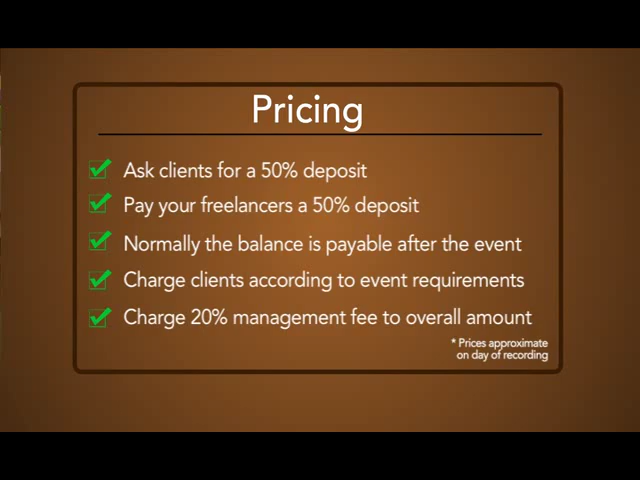 Pricing
Ask clients for a 50% deposit
Pay your freelancers a 50% deposit
Normally the balance is payable after the event
Charge clients according to event requirements
Charge 20% management fee to overall amount
* Prices approximate
on day of recording